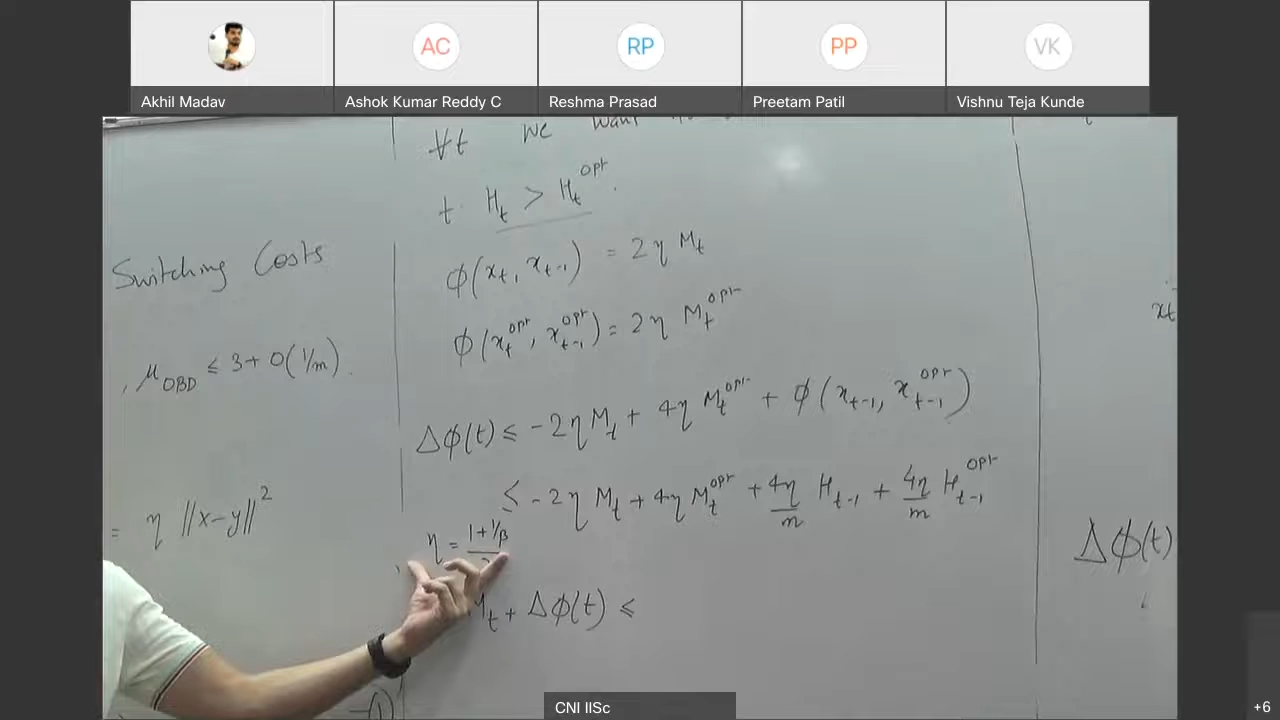 AC
RP
PP
VK
Akhil Madav
Ashok Kumar Reddy C
Reshma Prasad
Preetam Patil
Vishnu Teja Kunde
∀t We want
t · H_t > H_t^opt .
Switching Costs
φ(x_t, x_{t-1}) = 2η M_t
φ(x_t^opt, x_{t-1}^opt) = 2η M_t^opt
, μ_OBD ≤ 3 + O(1/m).
Δφ(t) ≤ -2η M_t + 4η M_t^opt + φ(x_{t-1}, x_{t-1}^opt)
≤ -2η M_t + 4η M_t^opt + 4η/m H_{t-1} + 4η/m H_{t-1}^opt
= η ||x-y||^2
η = 1+1/β
M_t + Δφ(t) ≤
xt
Δφ(t)
①
CNI IISc
+6